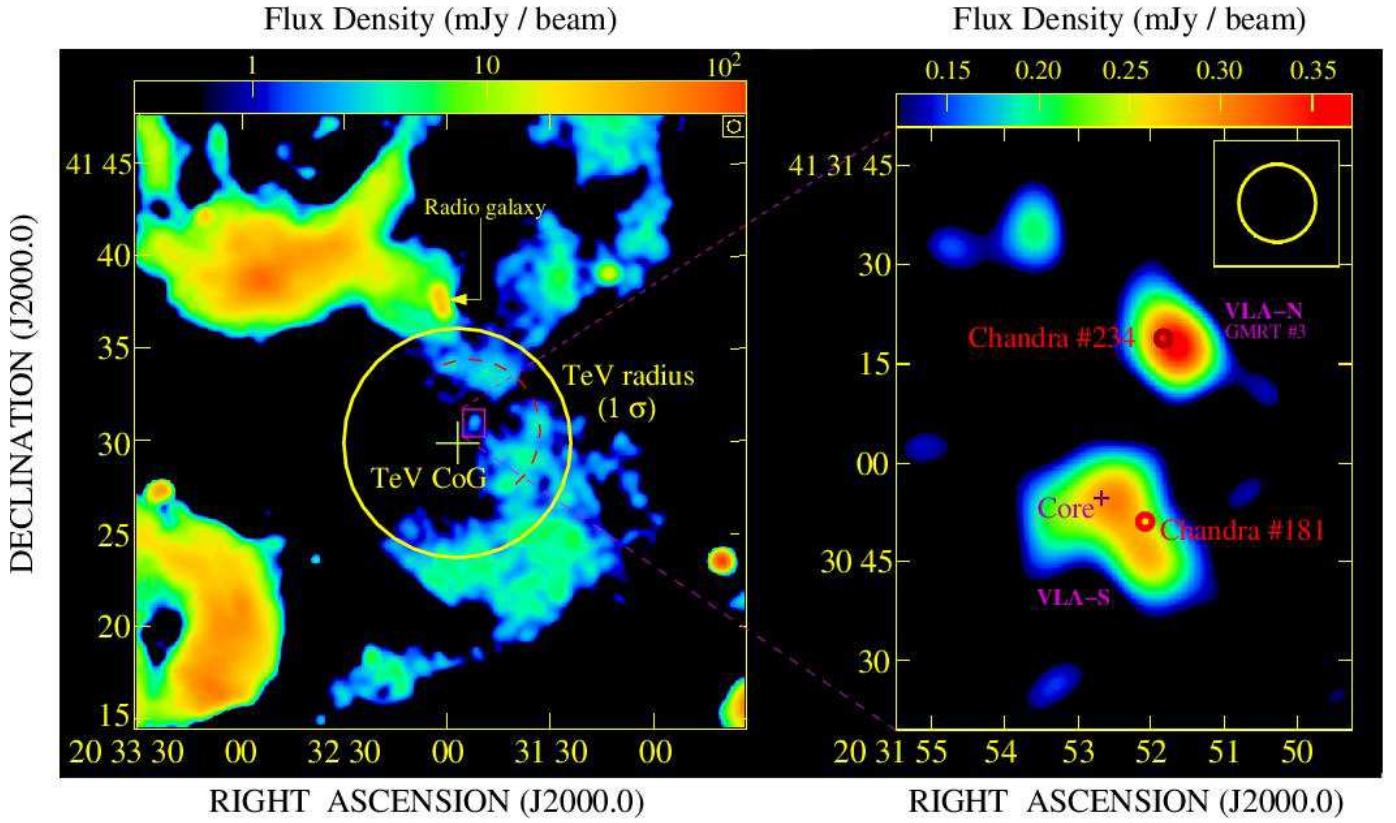 Flux Density (mJy / beam)
1 10 10²
41 45
40
35
30
25
20
15
Radio galaxy
TeV radius
(1 σ)
TeV CoG
20 33 30 00 32 30 00 31 30 00
RIGHT ASCENSION (J2000.0)
DECLINATION (J2000.0)
Flux Density (mJy / beam)
0.15 0.20 0.25 0.30 0.35
41 31 45
30
15
00
30 45
30
VLA-N
GMRT #3
Chandra #234
Core
Chandra #181
VLA-S
20 31 55 54 53 52 51 50
RIGHT ASCENSION (J2000.0)